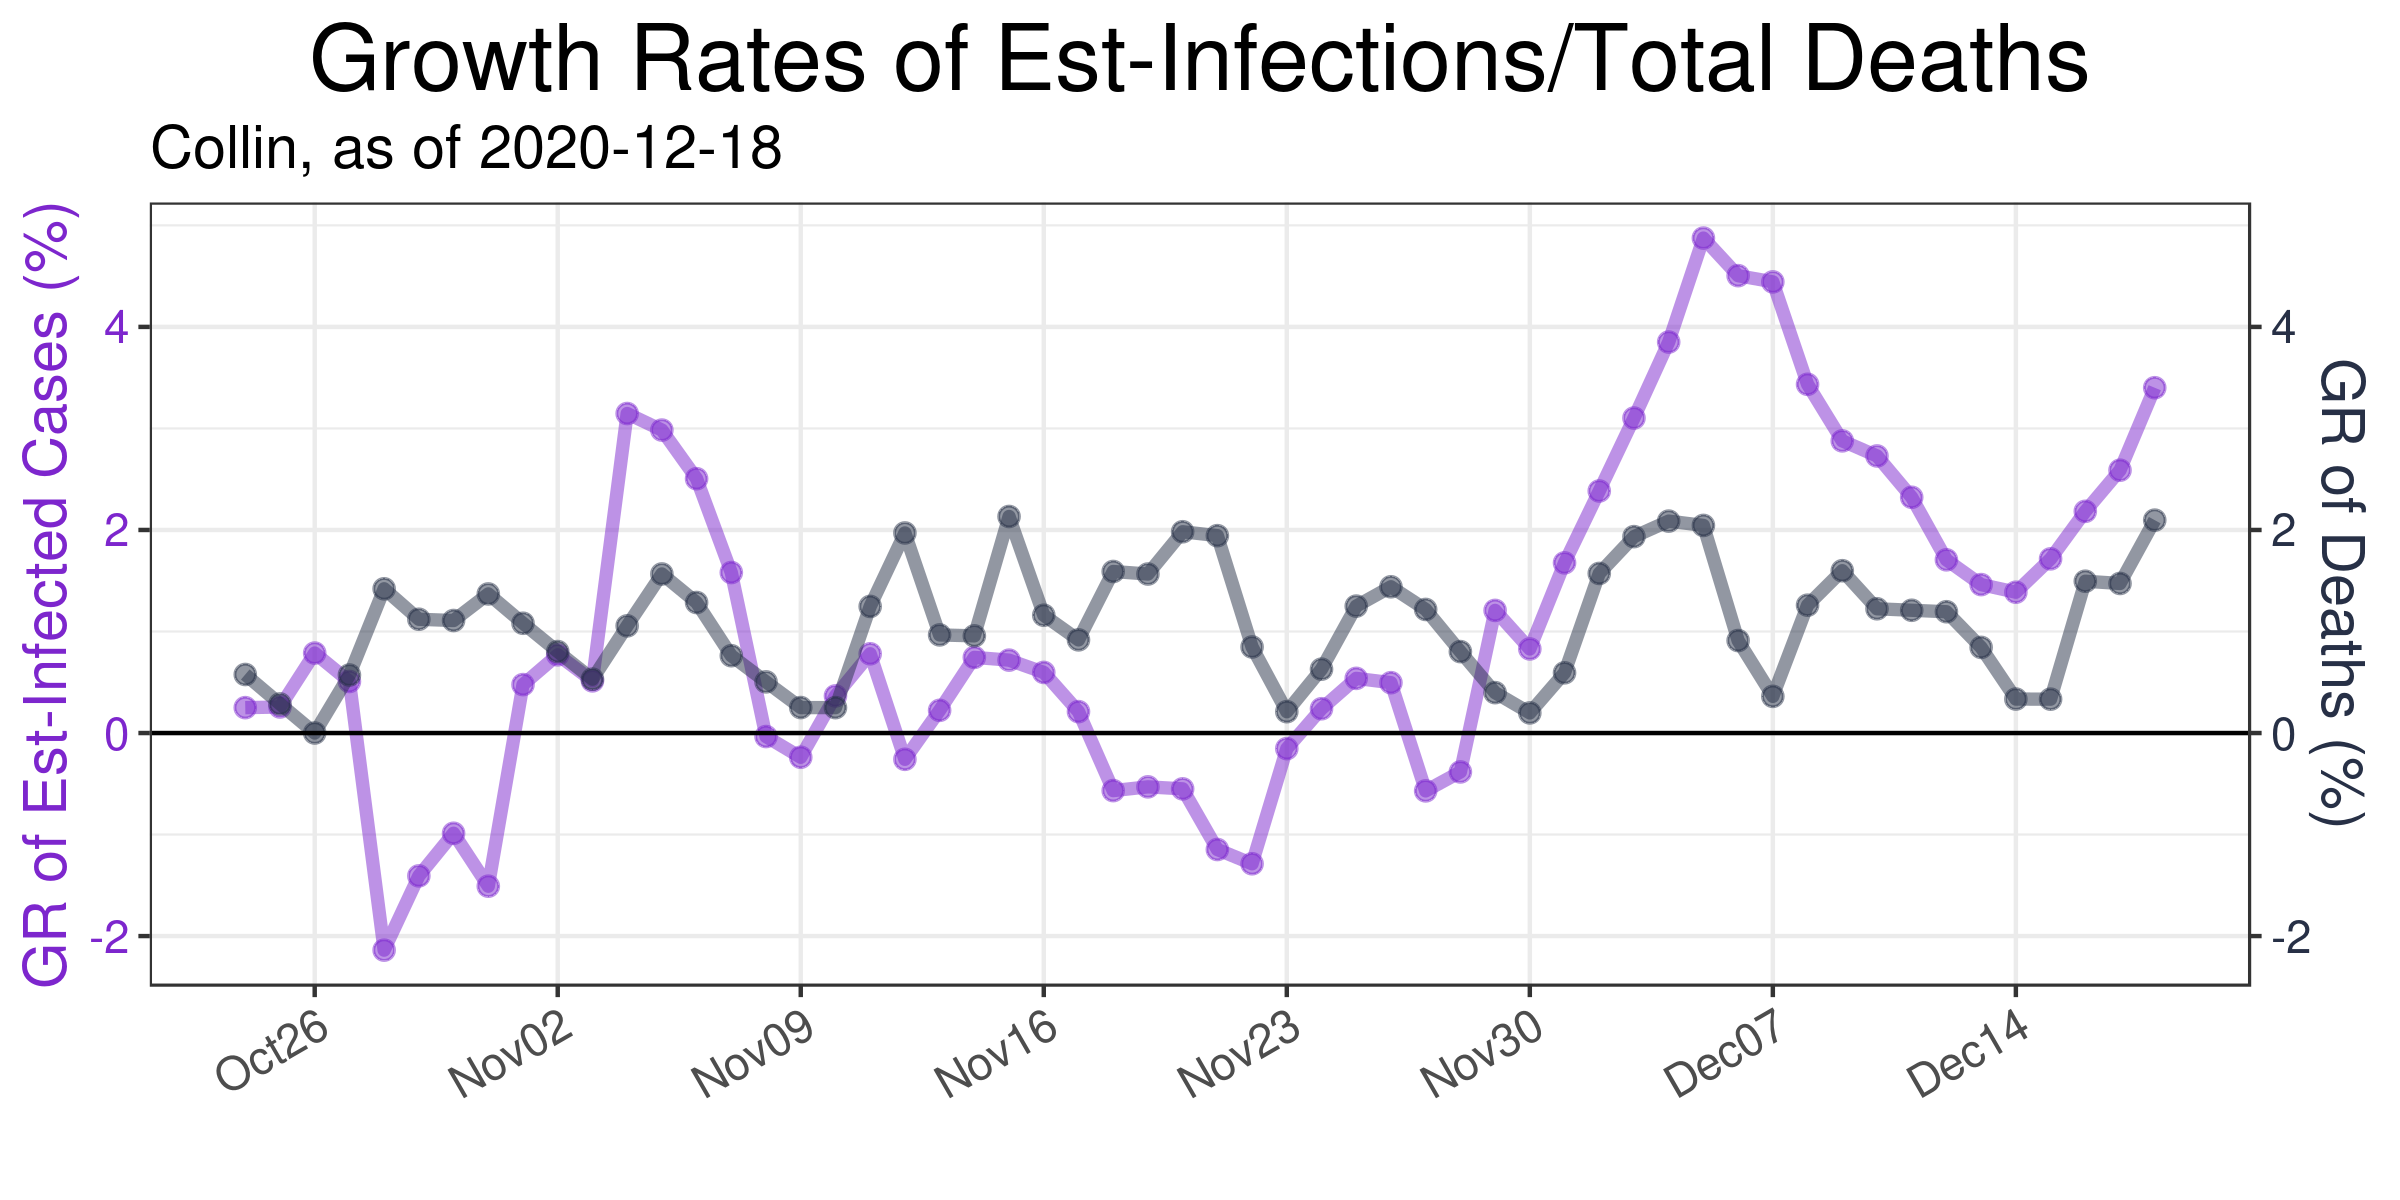 Growth Rates of Est-Infections/Total Deaths
Collin, as of 2020-12-18
GR of Est-Infected Cases (%)
4
2
0
-2
4
2
0
-2
GR of Deaths (%)
Oct26
Nov02
Nov09
Nov16
Nov23
Nov30
Dec07
Dec14